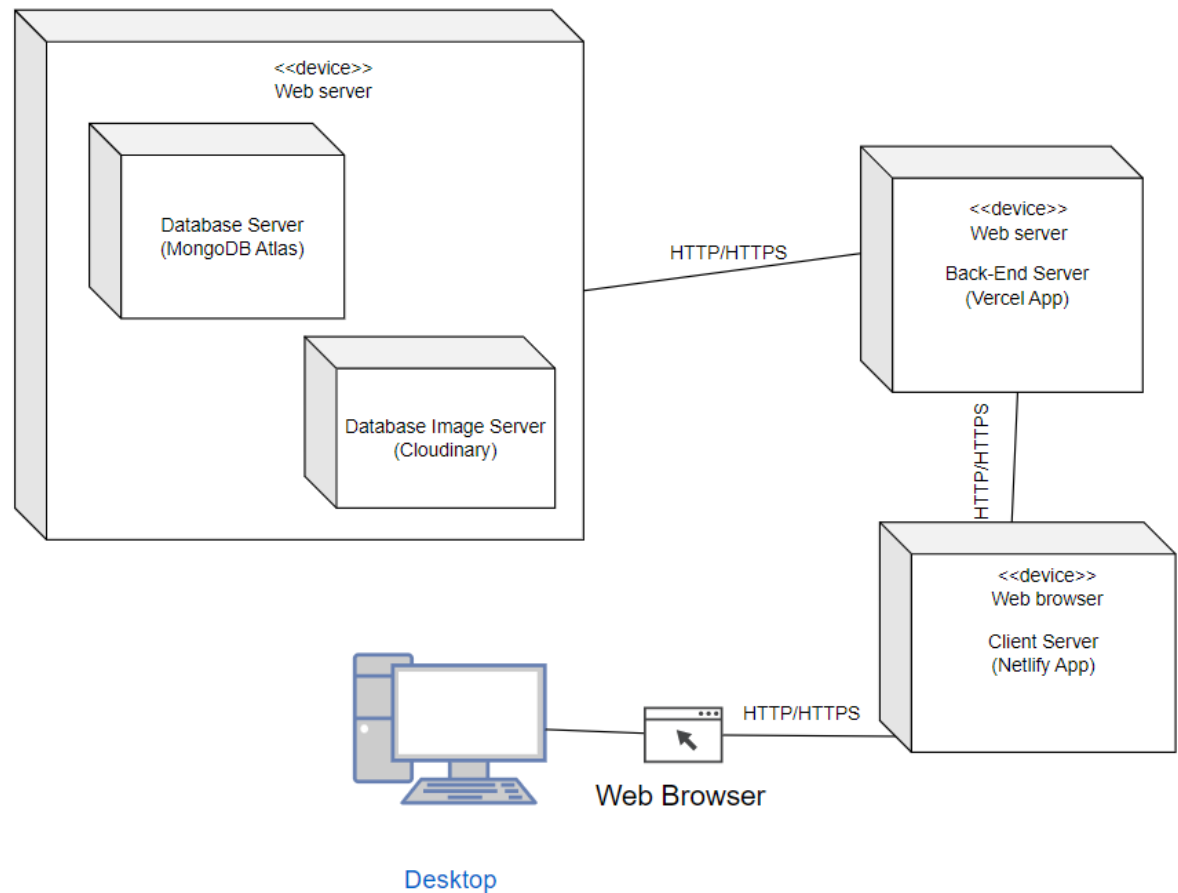 <<device>>
Web server
Database Server
(MongoDB Atlas)
Database Image Server
(Cloudinary)
HTTP/HTTPS
<<device>>
Web server
Back-End Server
(Vercel App)
HTTP/HTTPS
<<device>>
Web browser
Client Server
(Netlify App)
HTTP/HTTPS
Web Browser
Desktop